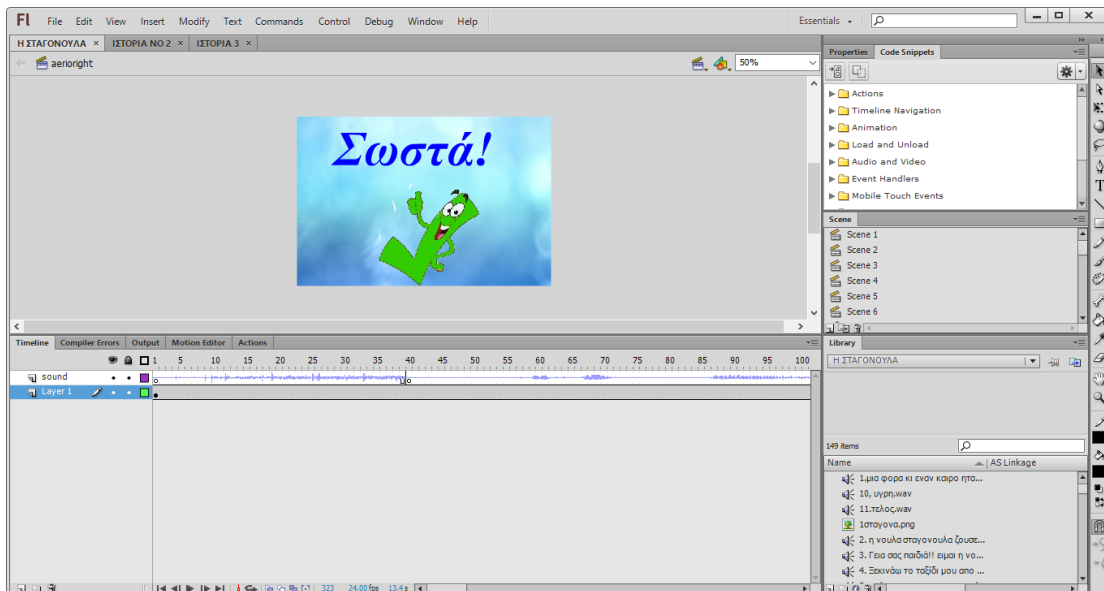 Fl File Edit View Insert Modify Text Commands Control Debug Window Help Essentials
Η ΣΤΑΓΟΝΟΥΛΑ × ΙΣΤΟΡΙΑ ΝΟ 2 × ΙΣΤΟΡΙΑ 3 ×
aerioright 50%
Σωστά!
Properties Code Snippets
Actions
Timeline Navigation
Animation
Load and Unload
Audio and Video
Event Handlers
Mobile Touch Events
Scene
Scene 1
Scene 2
Scene 3
Scene 4
Scene 5
Scene 6
Timeline Compiler Errors Output Motion Editor Actions
1 5 10 15 20 25 30 35 40 45 50 55 60 65 70 75 80 85 90 95 100
sound
Layer 1
323 24.00 fps 13.4 s
Library
Η ΣΤΑΓΟΝΟΥΛΑ
149 items
Name AS Linkage
1.μια φορα κι εναν καιρο ητα...
10, υγρη.wav
11.τελος.wav
1σταγονα.png
2. η νουλα σταγονουλα ζουσε...
3. Γεια σας παιδιά!! ειμαι η νο...
4. Ξεκινάω το ταξίδι μου απο ...